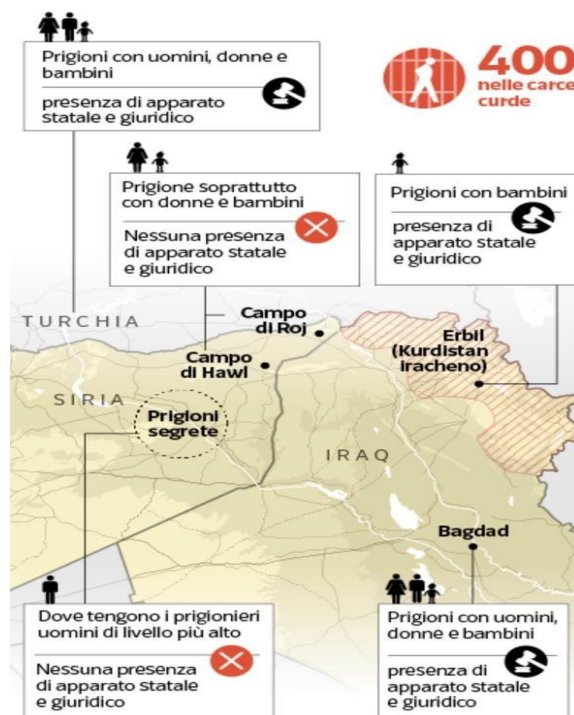 Prigioni con uomini, donne e
bambini
presenza di apparato
statale e giuridico
400
nelle carce
curde
Prigione soprattutto
con donne e bambini
Nessuna presenza
di apparato statale
e giuridico
Prigioni con bambini
presenza di
apparato statale
e giuridico
TURCHIA
Campo
di Roj
Erbil
(Kurdistan
iracheno)
Campo
di Hawl
SIRIA
Prigioni
segrete
IRAQ
Bagdad
Dove tengono i prigionieri
uomini di livello più alto
Nessuna presenza
di apparato statale
e giuridico
Prigioni con uomini,
donne e bambini
presenza di
apparato statale
e giuridico